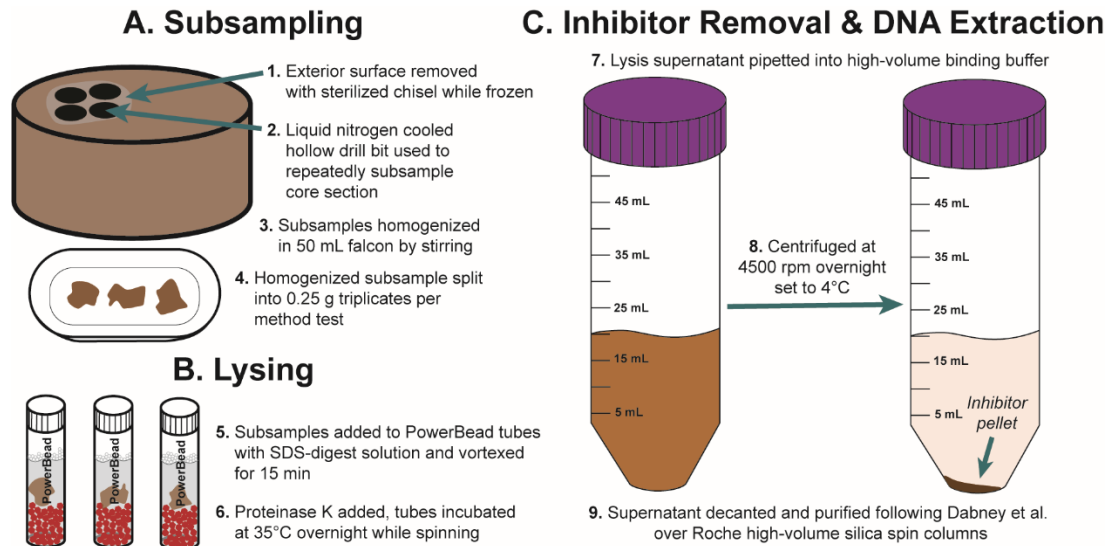 A. Subsampling
1. Exterior surface removed
with sterilized chisel while frozen
2. Liquid nitrogen cooled
hollow drill bit used to
repeatedly subsample
core section
3. Subsamples homogenized
in 50 mL falcon by stirring
4. Homogenized subsample split
into 0.25 g triplicates per
method test
B. Lysing
PowerBead
PowerBead
PowerBead
5. Subsamples added to PowerBead tubes
with SDS-digest solution and vortexed
for 15 min
6. Proteinase K added, tubes incubated
at 35°C overnight while spinning
C. Inhibitor Removal & DNA Extraction
7. Lysis supernatant pipetted into high-volume binding buffer
45 mL
35 mL
25 mL
15 mL
5 mL
8. Centrifuged at
4500 rpm overnight
set to 4°C
45 mL
35 mL
25 mL
15 mL
5 mL
Inhibitor
pellet
9. Supernatant decanted and purified following Dabney et al.
over Roche high-volume silica spin columns